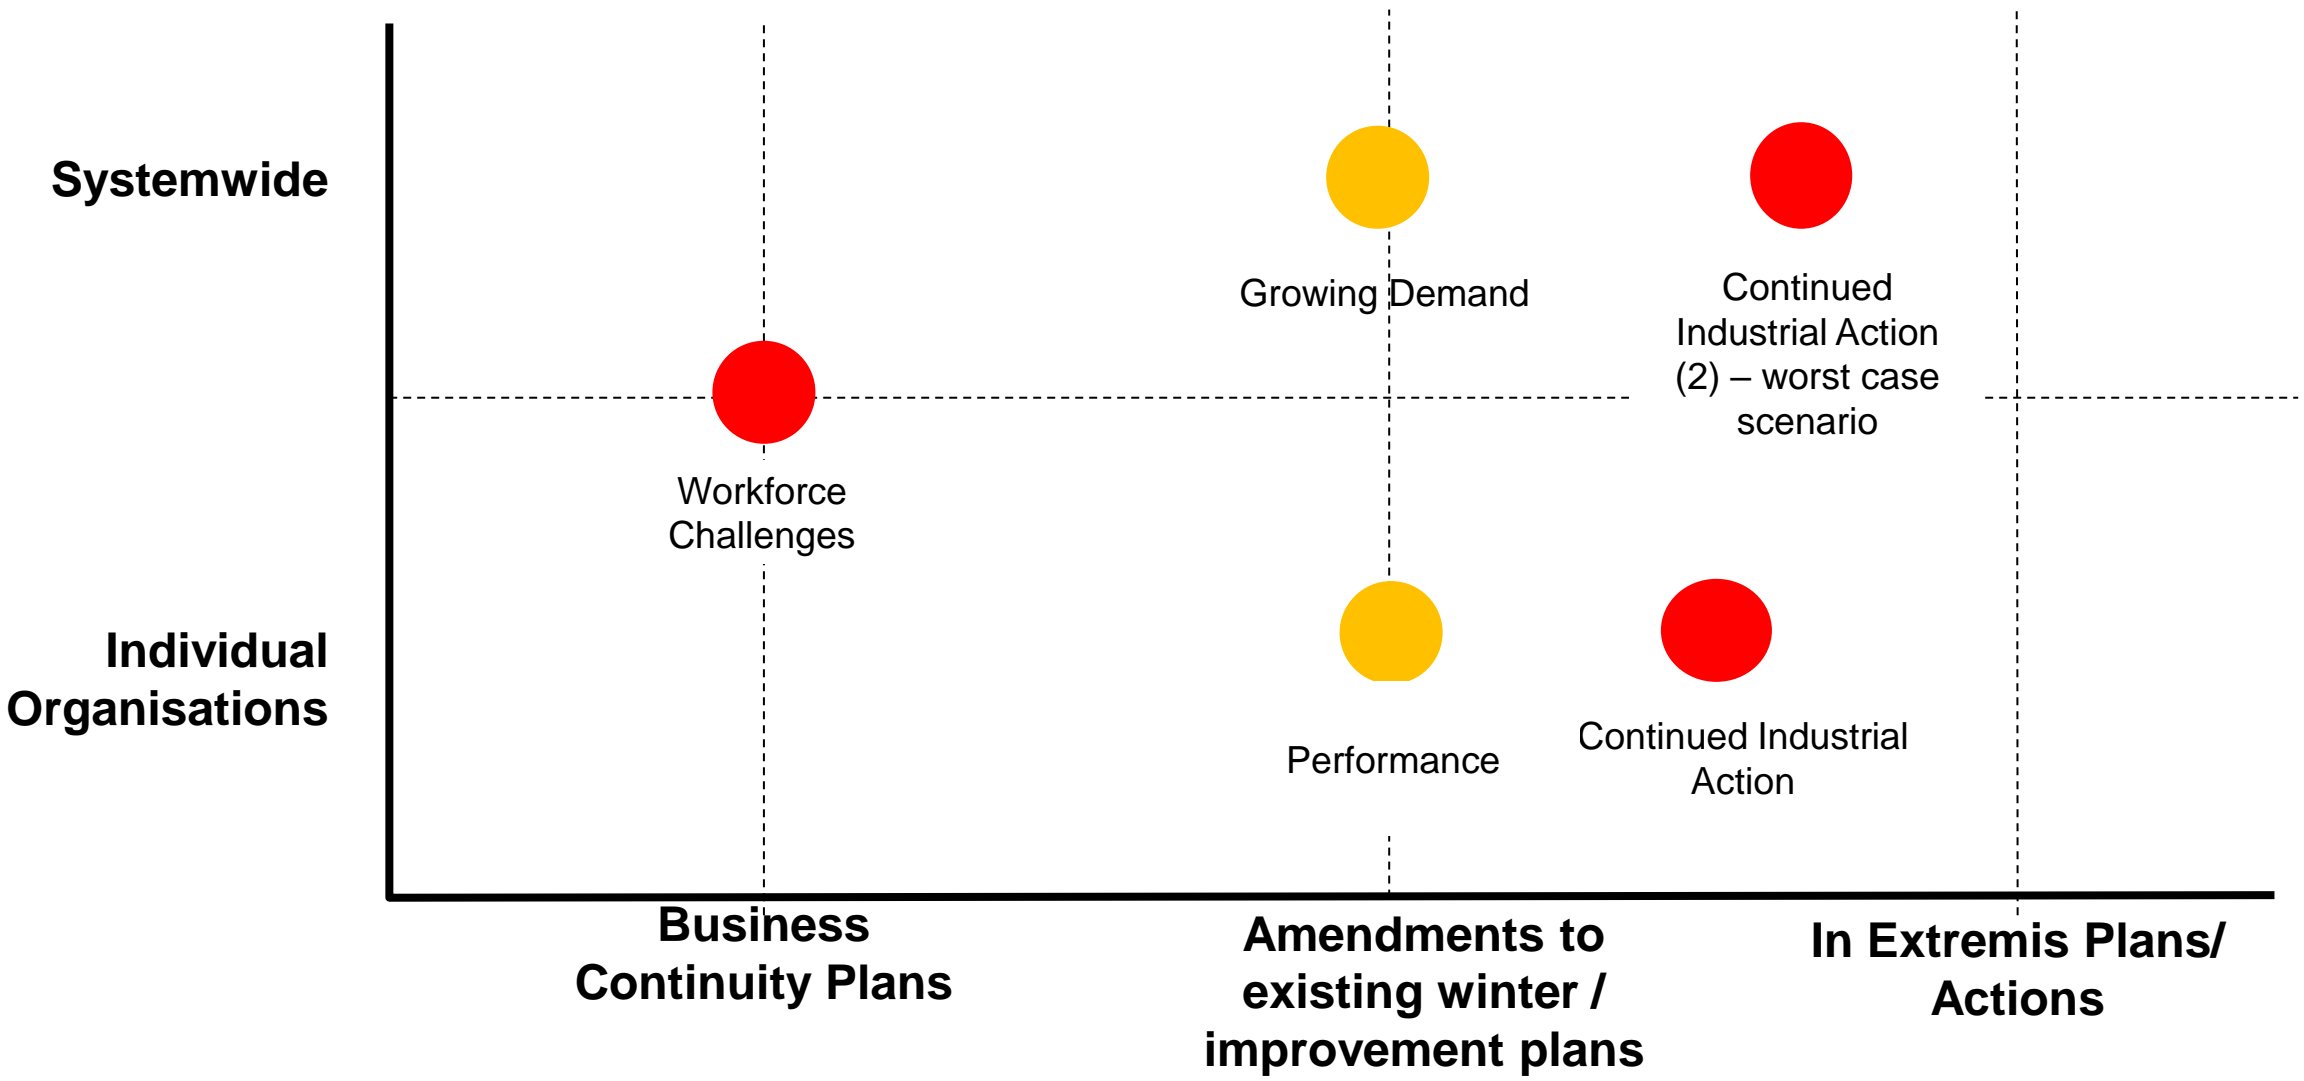 Systemwide
Growing Demand
Continued
Industrial Action
(2) – worst case
scenario
Workforce
Challenges
Individual
Organisations
Performance
Continued Industrial
Action
Business
Continuity Plans
Amendments to
existing winter /
improvement plans
In Extremis Plans/
Actions